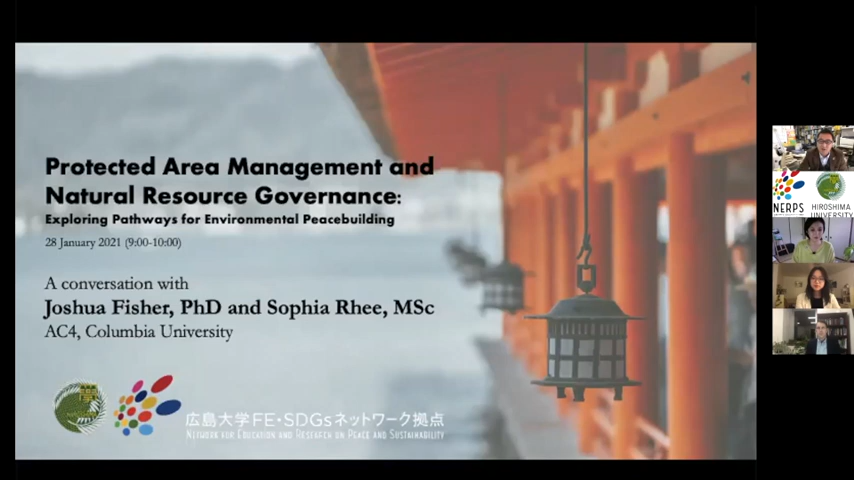 Protected Area Management and
Natural Resource Governance:
Exploring Pathways for Environmental Peacebuilding
28 January 2021 (9:00-10:00)
A conversation with
Joshua Fisher, PhD and Sophia Rhee, MSc
AC4, Columbia University
広島大学FE・SDGsネットワーク拠点
NETWORK FOR EDUCATION AND RESEARCH ON PEACE AND SUSTAINABILITY
NERPS
HIROSHIMA
UNIVERSITY